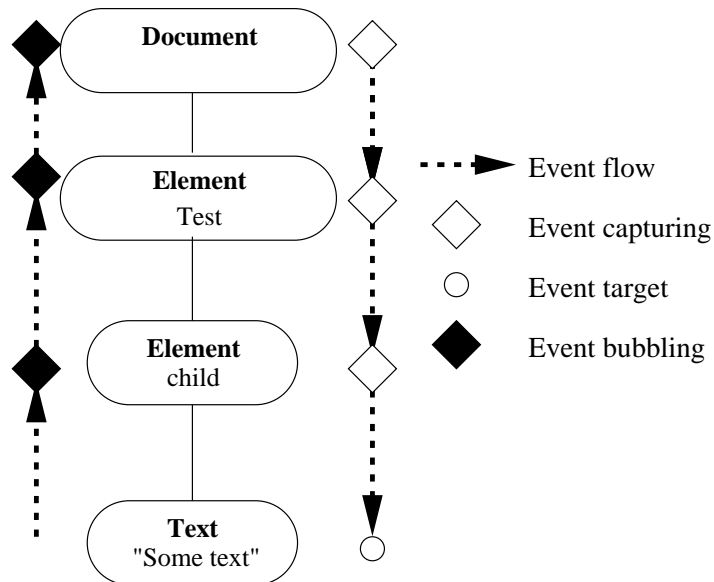 Document
Element
Test
Element
child
Text
"Some text"
Event flow
Event capturing
Event target
Event bubbling